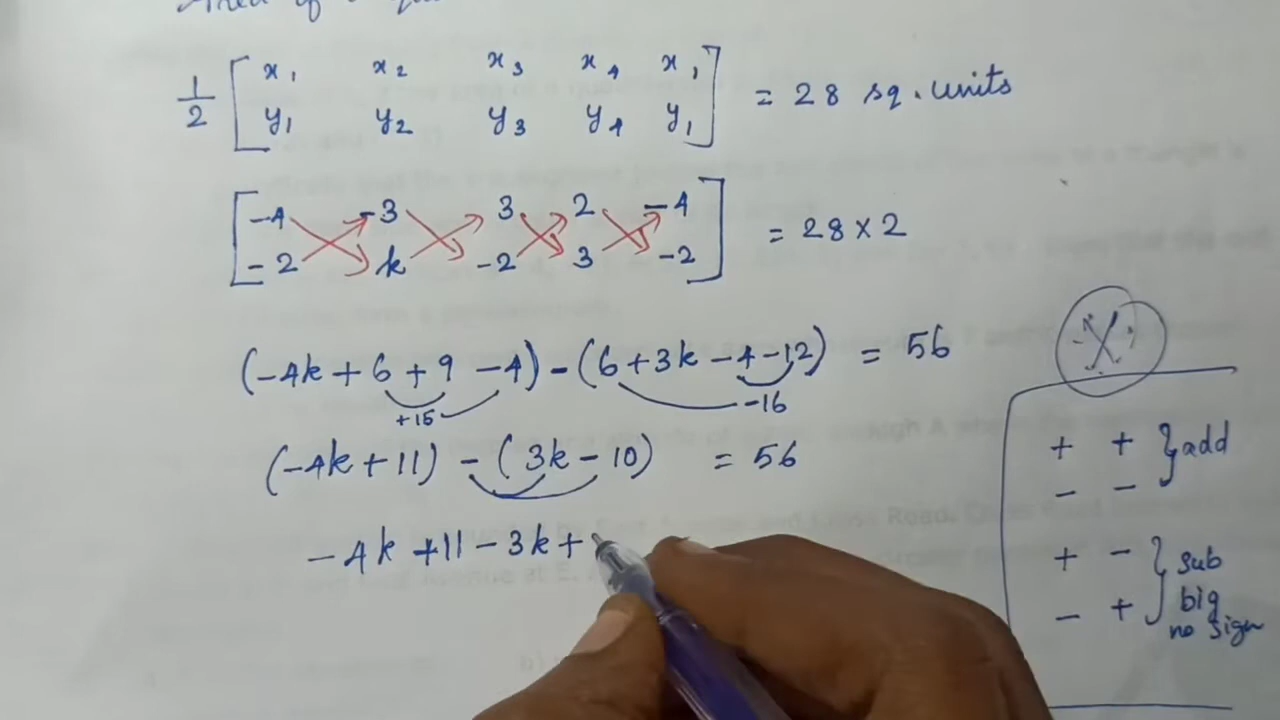 Area of
1/2 [ x₁ x₂ x₃ x₄ x₁
y₁ y₂ y₃ y₄ y₁ ] = 28 sq. units
[ -4 -3 3 2 -4
-2 k -2 3 -2 ] = 28 × 2
(-4k + 6 + 9 - 4) - (6 + 3k - 4 - 12) = 56
+15 -16
(-4k + 11) - (3k - 10) = 56
-4k + 11 - 3k +
+ + } add
- -
+ - } sub
big
- + no sign